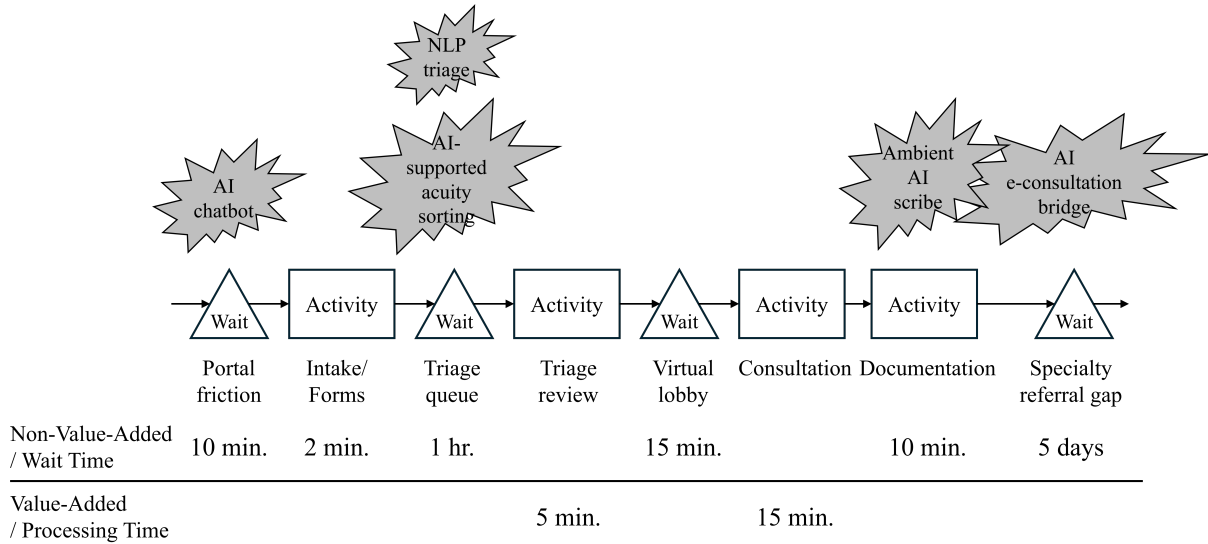 NLP
triage
AI-
supported
acuity
sorting
AI
chatbot
Ambient
AI
scribe
AI
e-consultation
bridge
Wait
Activity
Wait
Activity
Wait
Activity
Activity
Wait
Portal
friction
Intake/
Forms
Triage
queue
Triage
review
Virtual
lobby
Consultation
Documentation
Specialty
referral gap
Non-Value-Added
/ Wait Time
10 min.
2 min.
1 hr.
15 min.
10 min.
5 days
Value-Added
/ Processing Time
5 min.
15 min.